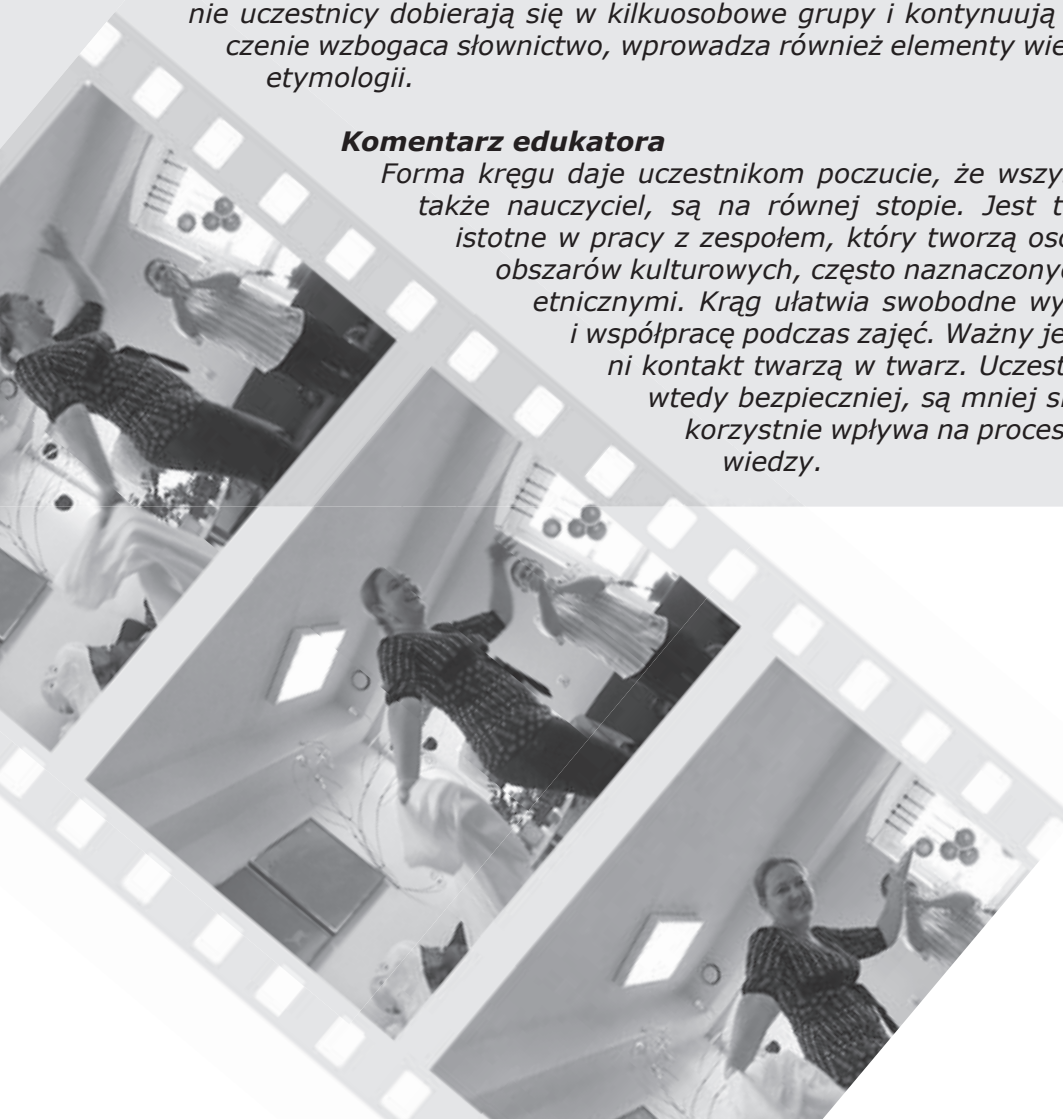 nie uczestnicy dobierają się w kilkuosobowe grupy i kontynuują
czenie wzbogaca słownictwo, wprowadza również elementy wie
etymologii.
Komentarz edukatora
Forma kręgu daje uczestnikom poczucie, że wszy
także nauczyciel, są na równej stopie. Jest t
istotne w pracy z zespołem, który tworzą oso
obszarów kulturowych, często naznaczony
etnicznymi. Krąg ułatwia swobodne wy
i współpracę podczas zajęć. Ważny je
ni kontakt twarzą w twarz. Uczest
wtedy bezpieczniej, są mniej s
korzystnie wpływa na proces
wiedzy.